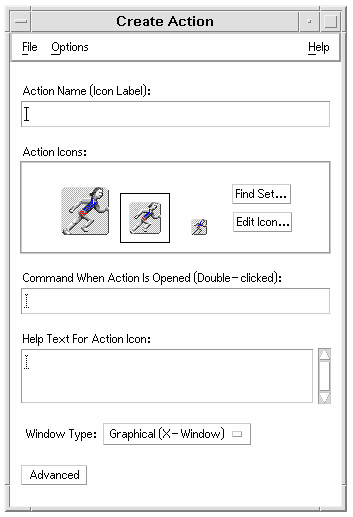 Create Action
File Options Help
Action Name (Icon Label):
Action Icons:
Find Set...
Edit Icon...
Command When Action Is Opened (Double-clicked):
Help Text For Action Icon:
Window Type: Graphical (X-Window)
Advanced